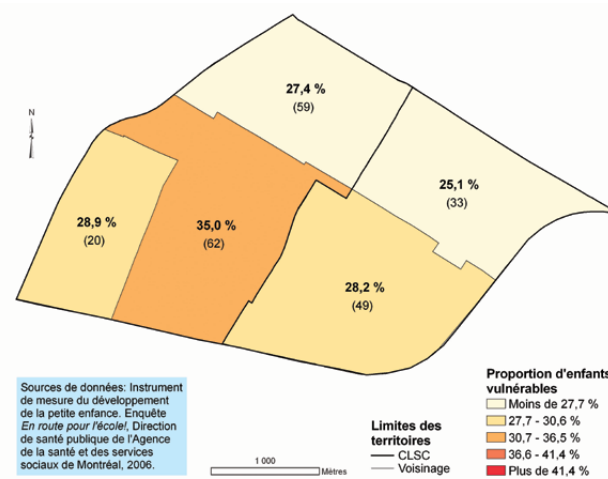 27,4 %
(59)
N
25,1 %
(33)
28,9 %
(20)
35,0 %
(62)
28,2 %
(49)
Sources de données: Instrument
de mesure du développement
de la petite enfance. Enquête
En route pour l'école!, Direction
de santé publique de l'Agence
de la santé et des services
sociaux de Montréal, 2006.
1 000
Mètres
Limites des
territoires
CLSC
Voisinage
Proportion d'enfants
vulnérables
Moins de 27,7 %
27,7 - 30,6 %
30,7 - 36,5 %
36,6 - 41,4 %
Plus de 41,4 %